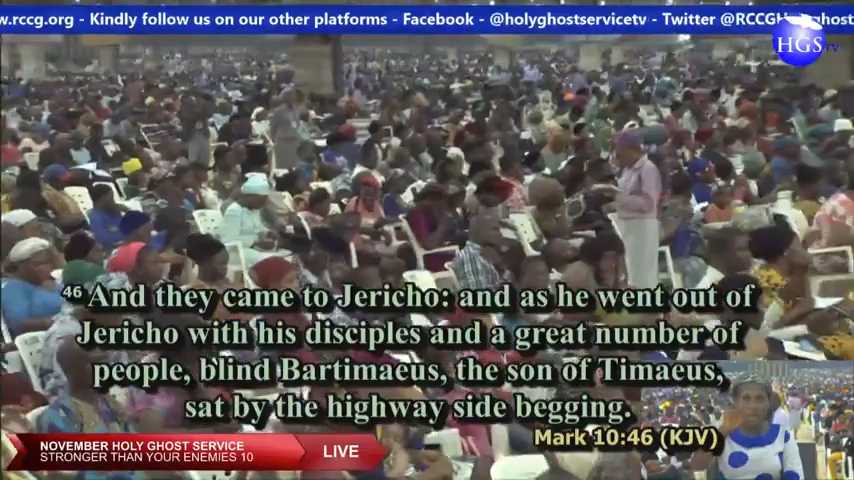 w.rccg.org - Kindly follow us on our other platforms - Facebook - @holyghostservicetv - Twitter @RCCGH lyghost
HGS TV
46 And they came to Jericho: and as he went out of
Jericho with his disciples and a great number of
people, blind Bartimaeus, the son of Timaeus,
sat by the highway side begging.
Mark 10:46 (KJV)
NOVEMBER HOLY GHOST SERVICE
STRONGER THAN YOUR ENEMIES 10
LIVE